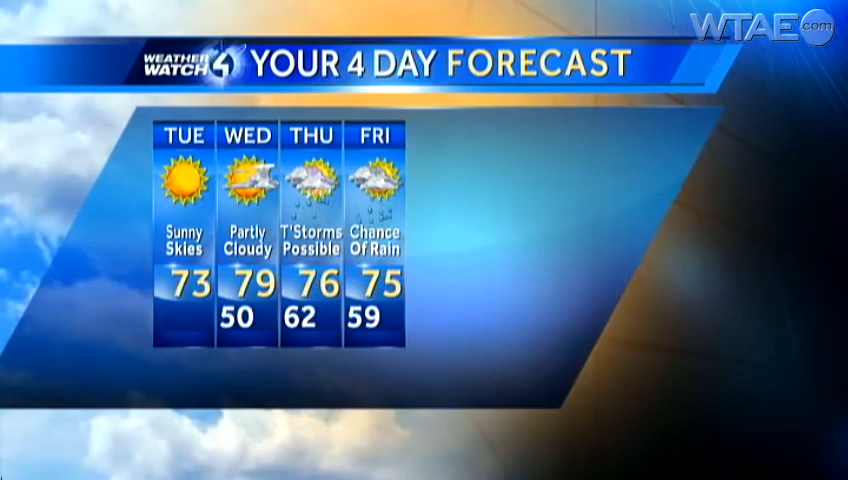 WTAE.com
WEATHER WATCH 4 YOUR 4 DAY FORECAST
TUE WED THU FRI
Sunny Skies
Partly Cloudy
T'Storms Possible
Chance Of Rain
73 79 76 75
50 62 59